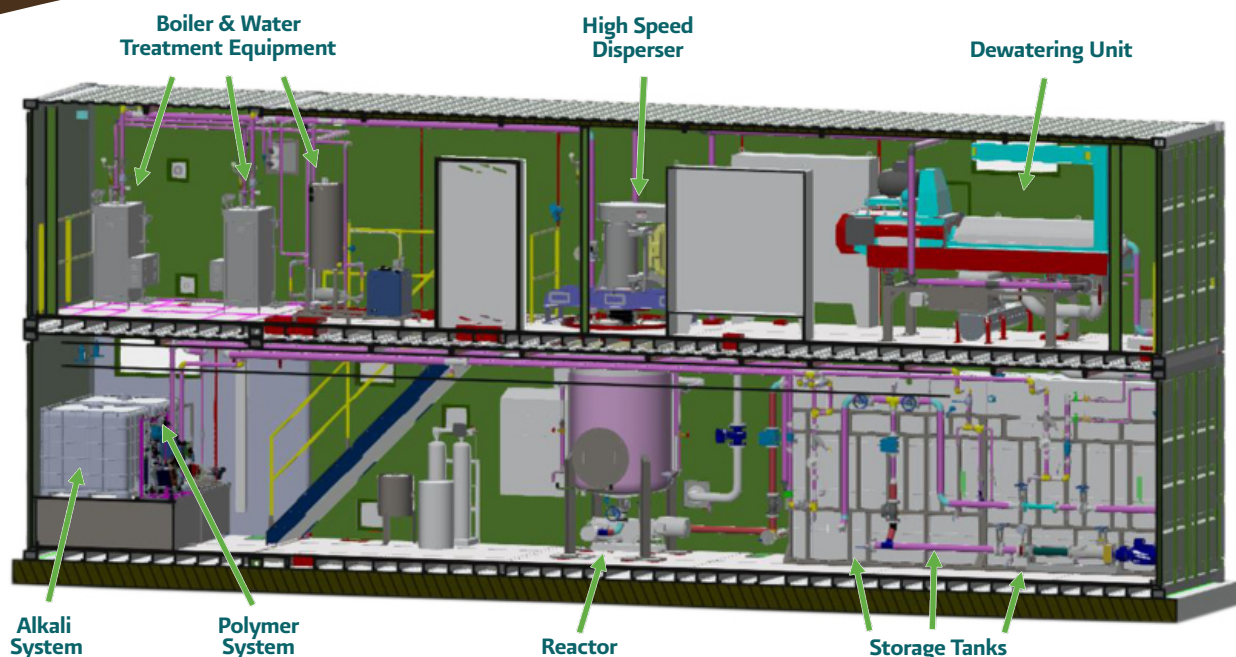 Boiler & Water
Treatment Equipment
High Speed
Disperser
Dewatering Unit
Alkali
System
Polymer
System
Reactor
Storage Tanks